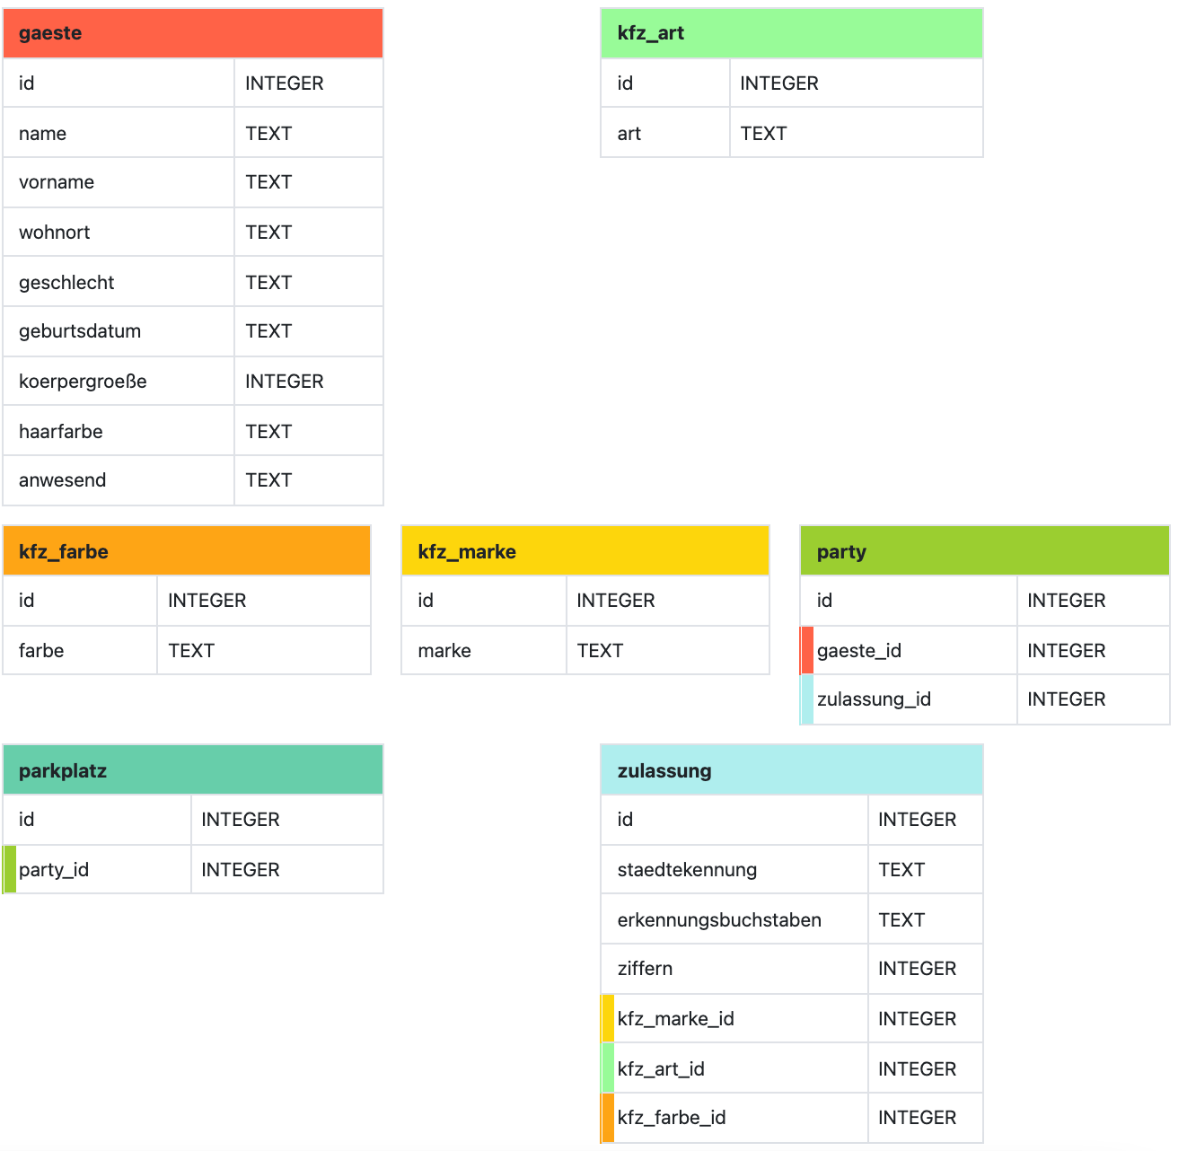 gaeste
id INTEGER
name TEXT
vorname TEXT
wohnort TEXT
geschlecht TEXT
geburtsdatum TEXT
koerpergroeße INTEGER
haarfarbe TEXT
anwesend TEXT
kfz_art
id INTEGER
art TEXT
kfz_farbe
id INTEGER
farbe TEXT
kfz_marke
id INTEGER
marke TEXT
party
id INTEGER
gaeste_id INTEGER
zulassung_id INTEGER
parkplatz
id INTEGER
party_id INTEGER
zulassung
id INTEGER
staedtekennung TEXT
erkennungsbuchstaben TEXT
ziffern INTEGER
kfz_marke_id INTEGER
kfz_art_id INTEGER
kfz_farbe_id INTEGER